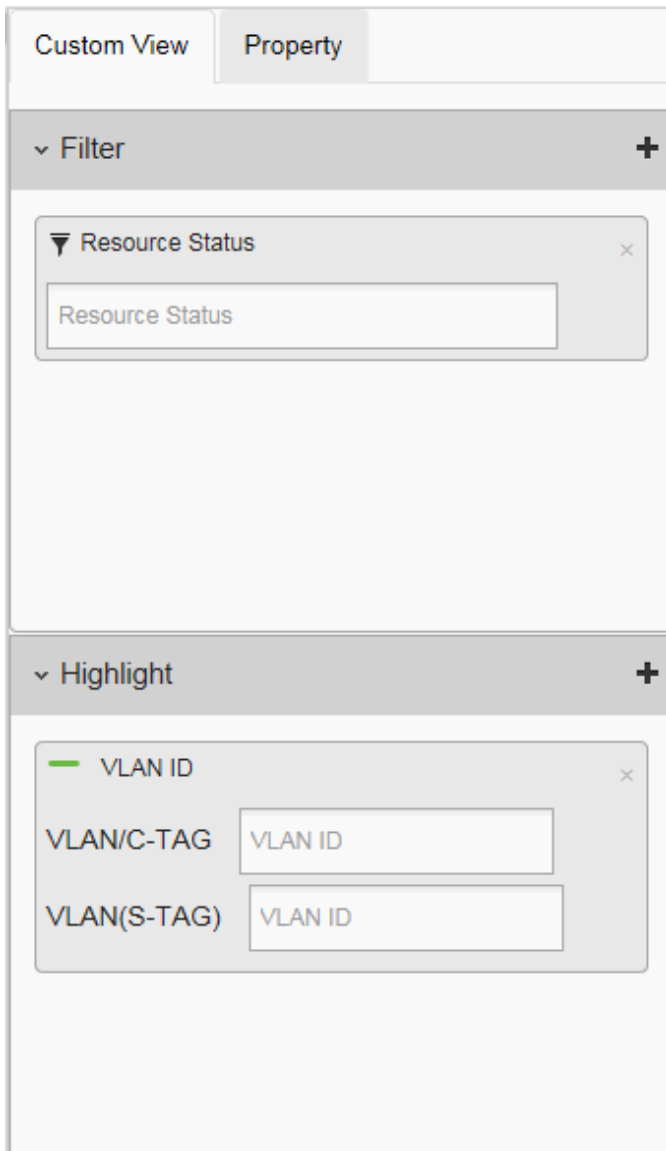 Custom View Property
Filter
Resource Status
Resource Status
Highlight
VLAN ID
VLAN/C-TAG VLAN ID
VLAN(S-TAG) VLAN ID